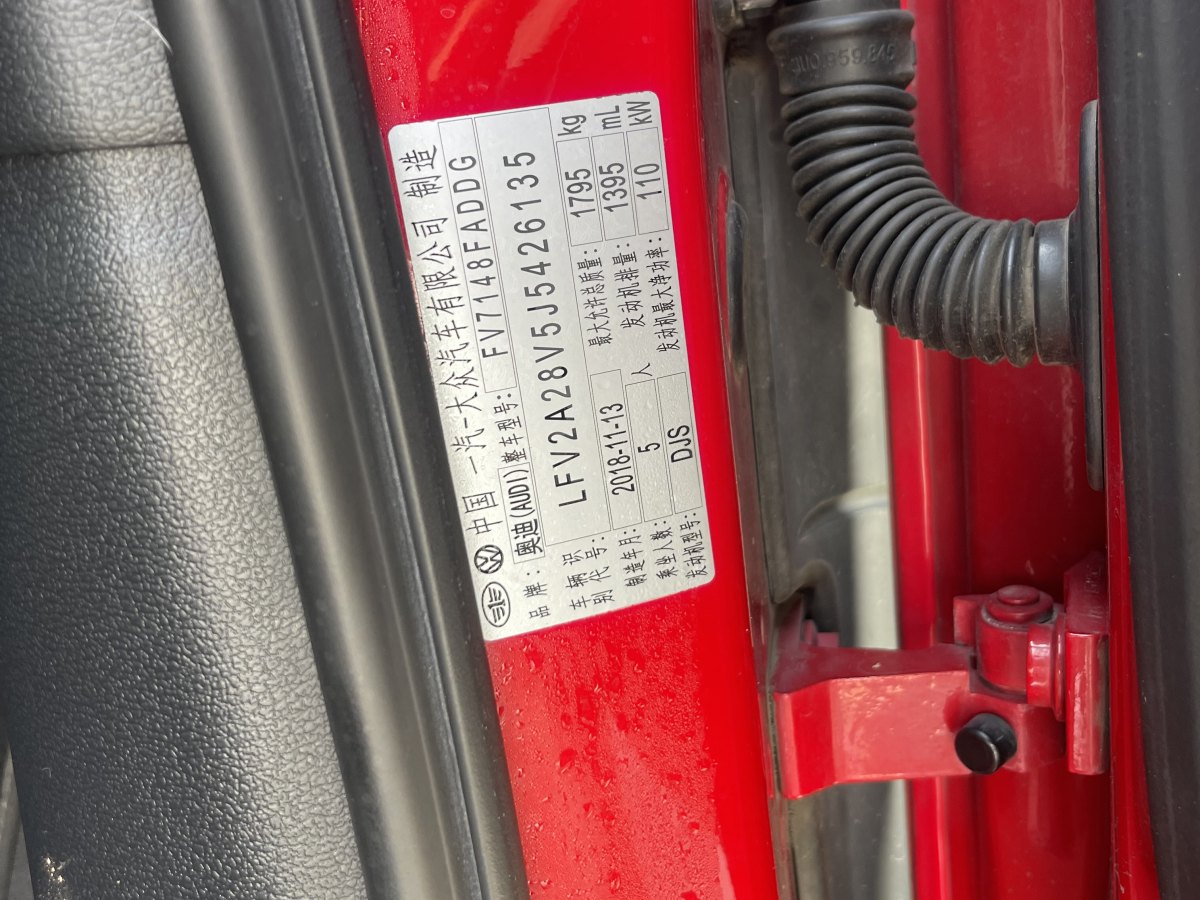 中国一汽-大众汽车有限公司 制造
品牌: 奥迪(AUDI) 整车型号: FV7148FADDG
车辆识别代号: LFV2A28V5J5426135
制造年月: 2018-11-13 最大允许总质量: 1795 kg
乘坐人数: 5 人 发动机排量: 1395 mL
发动机型号: DJS 发动机最大净功率: 110 kW